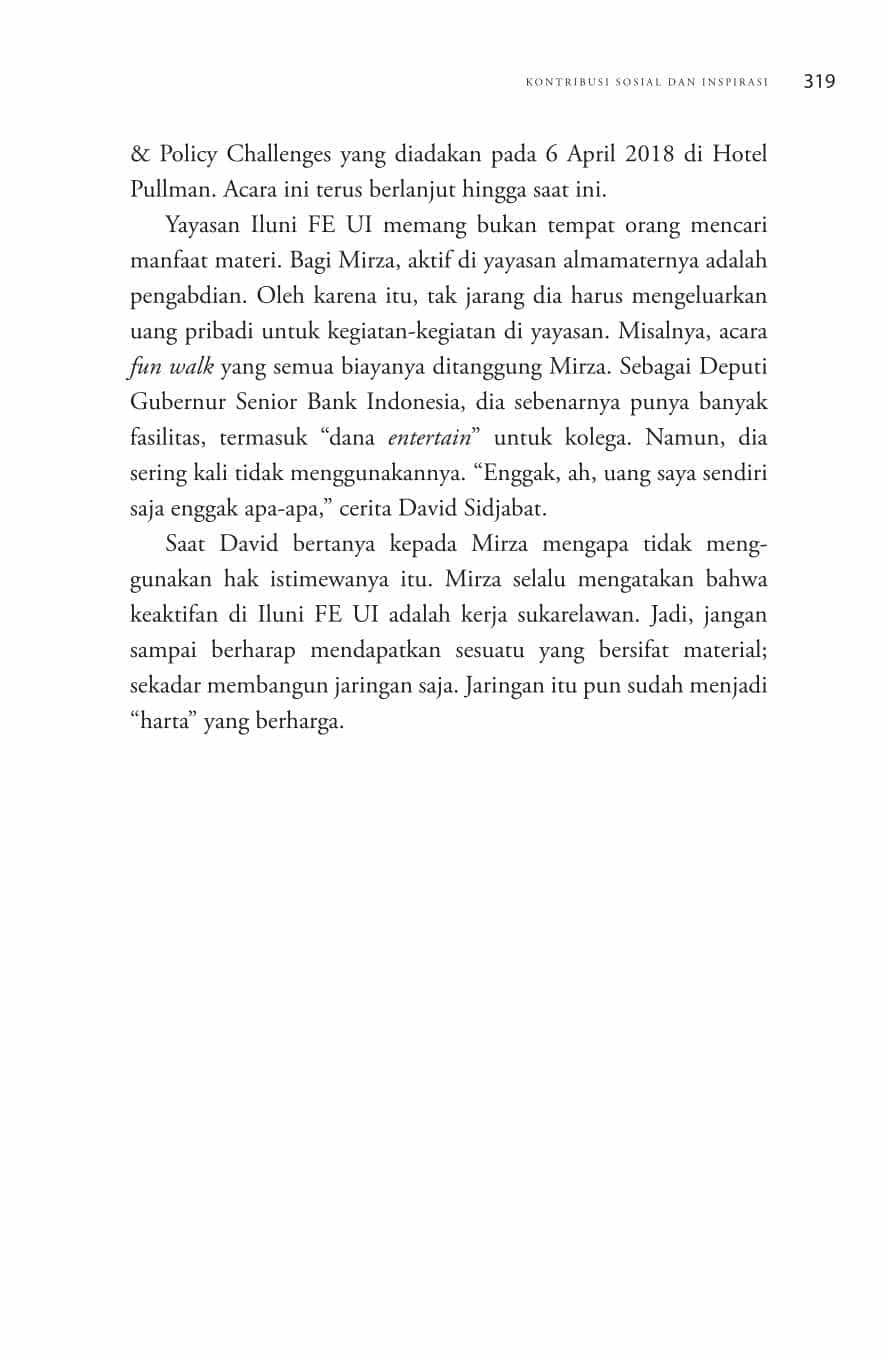 KONTRIBUSI SOSIAL DAN INSPIRASI 319
& Policy Challenges yang diadakan pada 6 April 2018 di Hotel
Pullman. Acara ini terus berlanjut hingga saat ini.
Yayasan Iluni FE UI memang bukan tempat orang mencari
manfaat materi. Bagi Mirza, aktif di yayasan almamaternya adalah
pengabdian. Oleh karena itu, tak jarang dia harus mengeluarkan
uang pribadi untuk kegiatan-kegiatan di yayasan. Misalnya, acara
fun walk yang semua biayanya ditanggung Mirza. Sebagai Deputi
Gubernur Senior Bank Indonesia, dia sebenarnya punya banyak
fasilitas, termasuk “dana entertain” untuk kolega. Namun, dia
sering kali tidak menggunakannya. “Enggak, ah, uang saya sendiri
saja enggak apa-apa,” cerita David Sidjabat.
Saat David bertanya kepada Mirza mengapa tidak meng-
gunakan hak istimewanya itu. Mirza selalu mengatakan bahwa
keaktifan di Iluni FE UI adalah kerja sukarelawan. Jadi, jangan
sampai berharap mendapatkan sesuatu yang bersifat material;
sekadar membangun jaringan saja. Jaringan itu pun sudah menjadi
“harta” yang berharga.